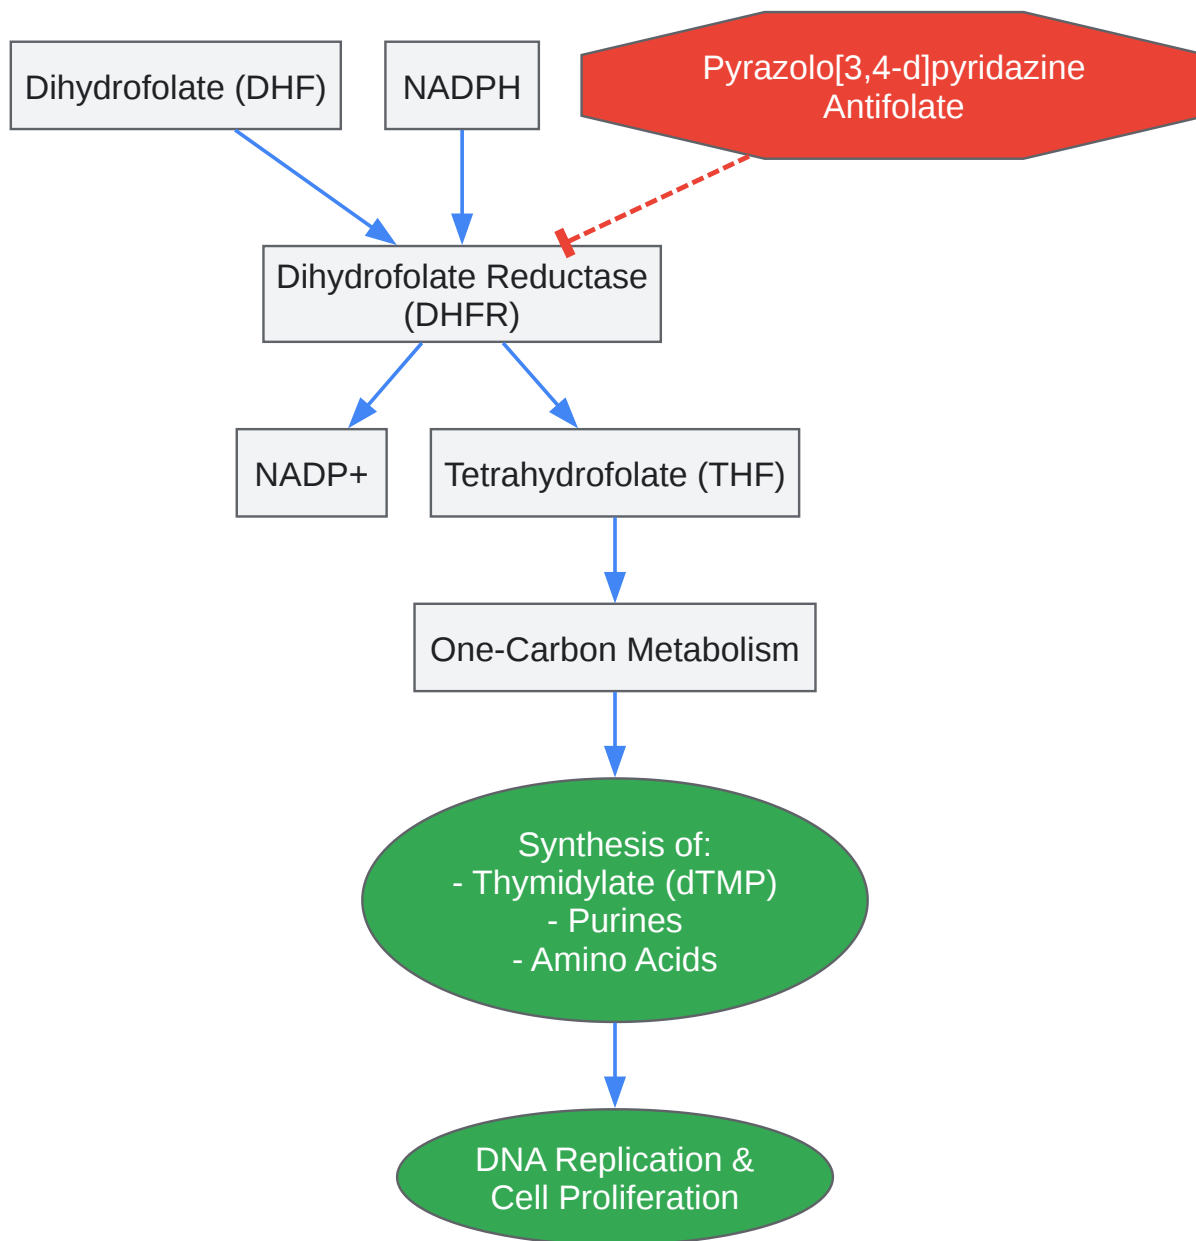 Dihydrofolate (DHF)
NADPH
Pyrazolo[3,4-d]pyridazine
Antifolate
Dihydrofolate Reductase
(DHFR)
NADP+
Tetrahydrofolate (THF)
One-Carbon Metabolism
Synthesis of:
- Thymidylate (dTMP)
- Purines
- Amino Acids
DNA Replication &
Cell Proliferation